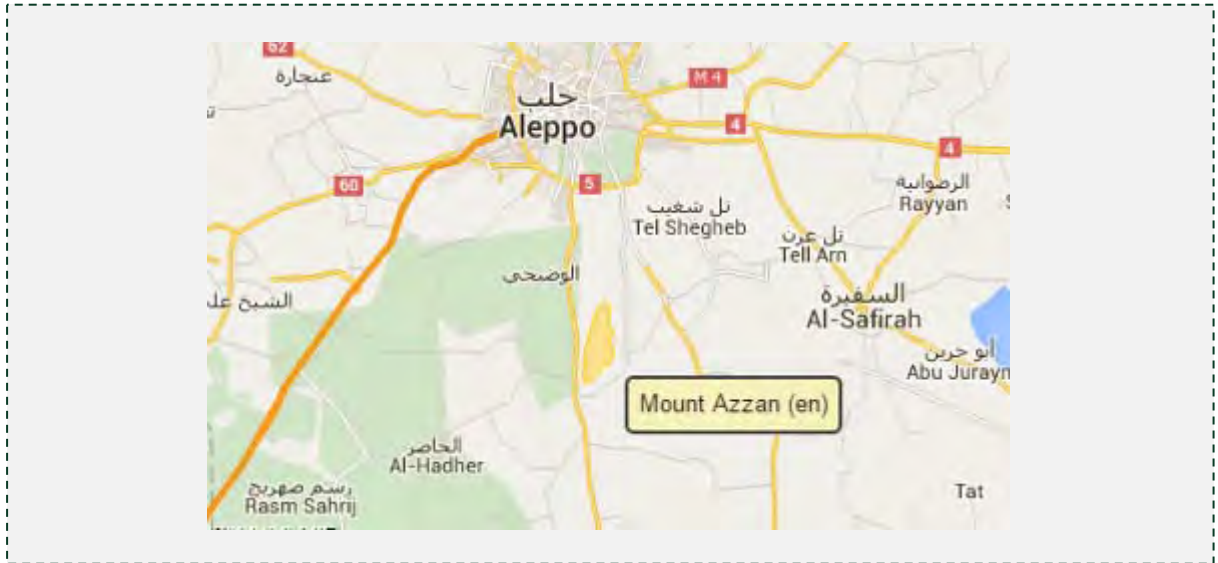 62
عنجارة
M 4
حلب
Aleppo
4
4
60
5
الرضوانية
Rayyan
تل شغيب
Tel Shegheb
تل عرن
Tell Arn
الوضيحي
الشيخ عل
السفيرة
Al-Safirah
أبو جرين
Abu Jurayn
Mount Azzan (en)
الحاضر
Al-Hadher
رسم صهريج
Rasm Sahrij
Tat